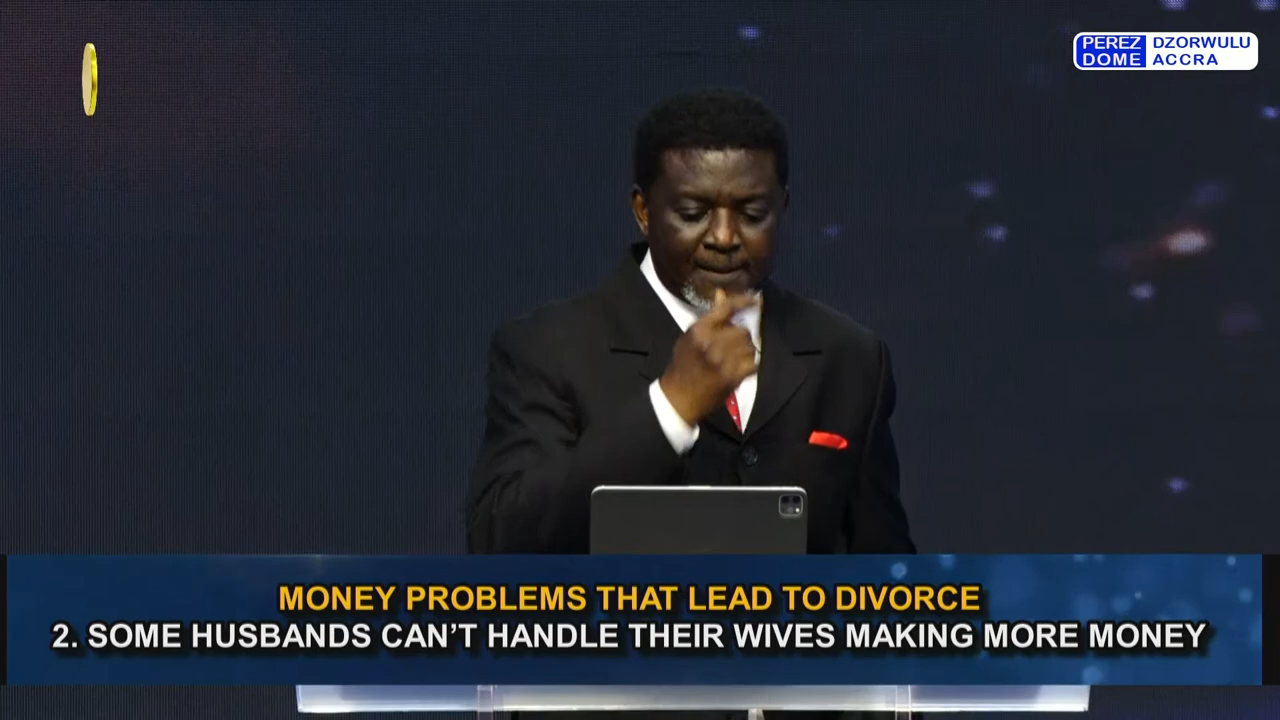 PEREZ DOME
DZORWULU ACCRA
MONEY PROBLEMS THAT LEAD TO DIVORCE
2. SOME HUSBANDS CAN’T HANDLE THEIR WIVES MAKING MORE MONEY